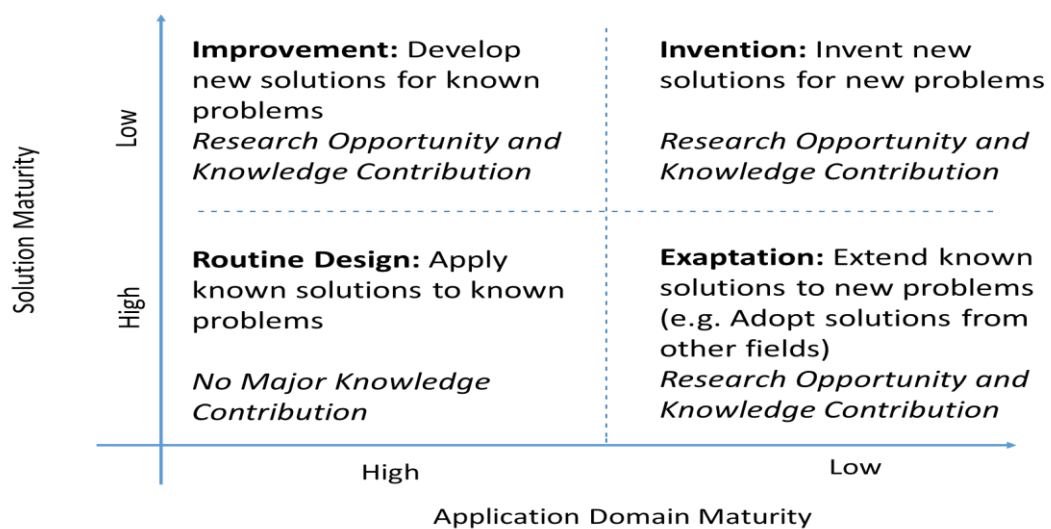 Improvement: Develop
new solutions for known
problems
Research Opportunity and
Knowledge Contribution
Invention: Invent new
solutions for new problems
Research Opportunity and
Knowledge Contribution
Low
Solution Maturity
High
Routine Design: Apply
known solutions to known
problems
No Major Knowledge
Contribution
Exaptation: Extend known
solutions to new problems
(e.g. Adopt solutions from
other fields)
Research Opportunity and
Knowledge Contribution
High
Low
Application Domain Maturity